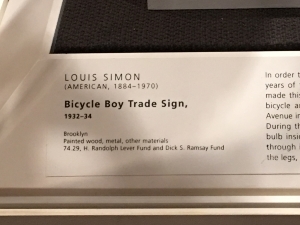 LOUIS SIMON
(AMERICAN, 1884–1970)
Bicycle Boy Trade Sign,
1932–34
Brooklyn
Painted wood, metal, other materials
74.29, H. Randolph Lever Fund and Dick S. Ramsay Fund
In order t
years of
made this
bicycle a
Avenue in
During th
bulb insi
through
the legs,